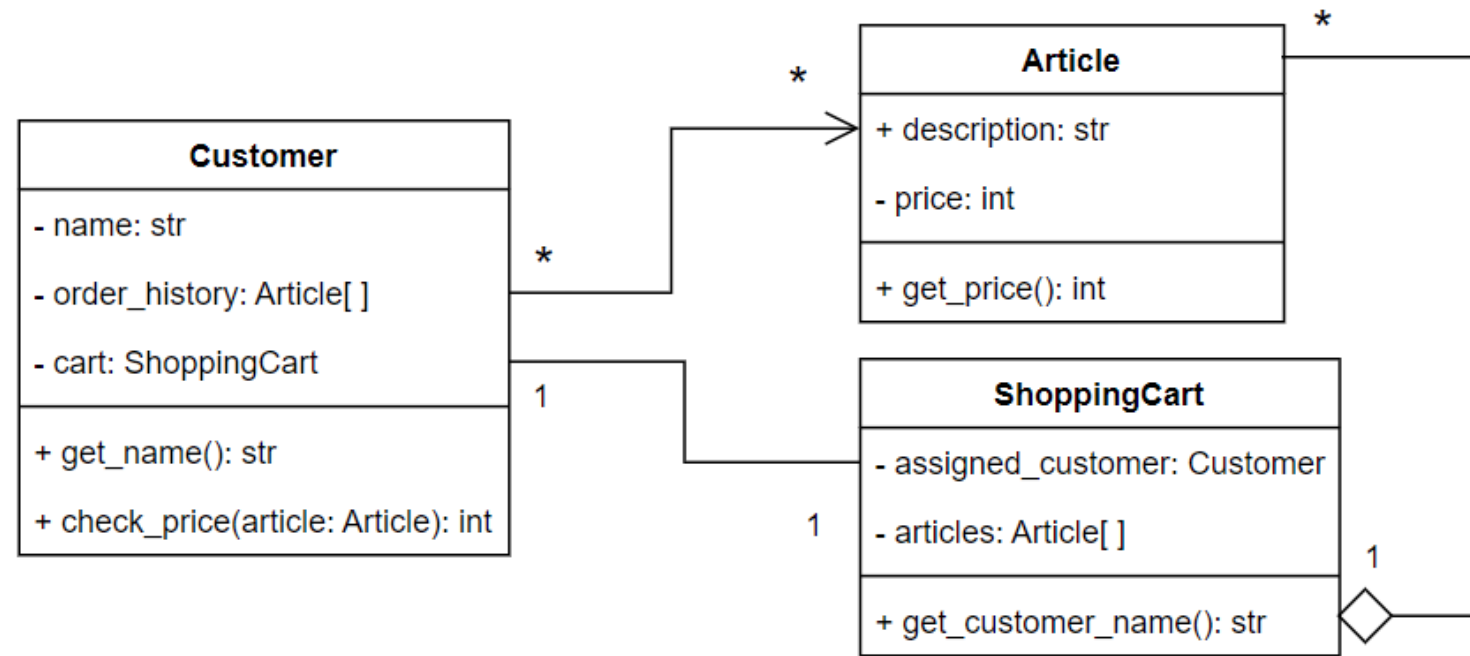 Customer
- name: str
- order_history: Article[ ]
- cart: ShoppingCart
+ get_name(): str
+ check_price(article: Article): int
*
*
1
1
Article
+ description: str
- price: int
+ get_price(): int
*
ShoppingCart
- assigned_customer: Customer
- articles: Article[ ]
+ get_customer_name(): str
1